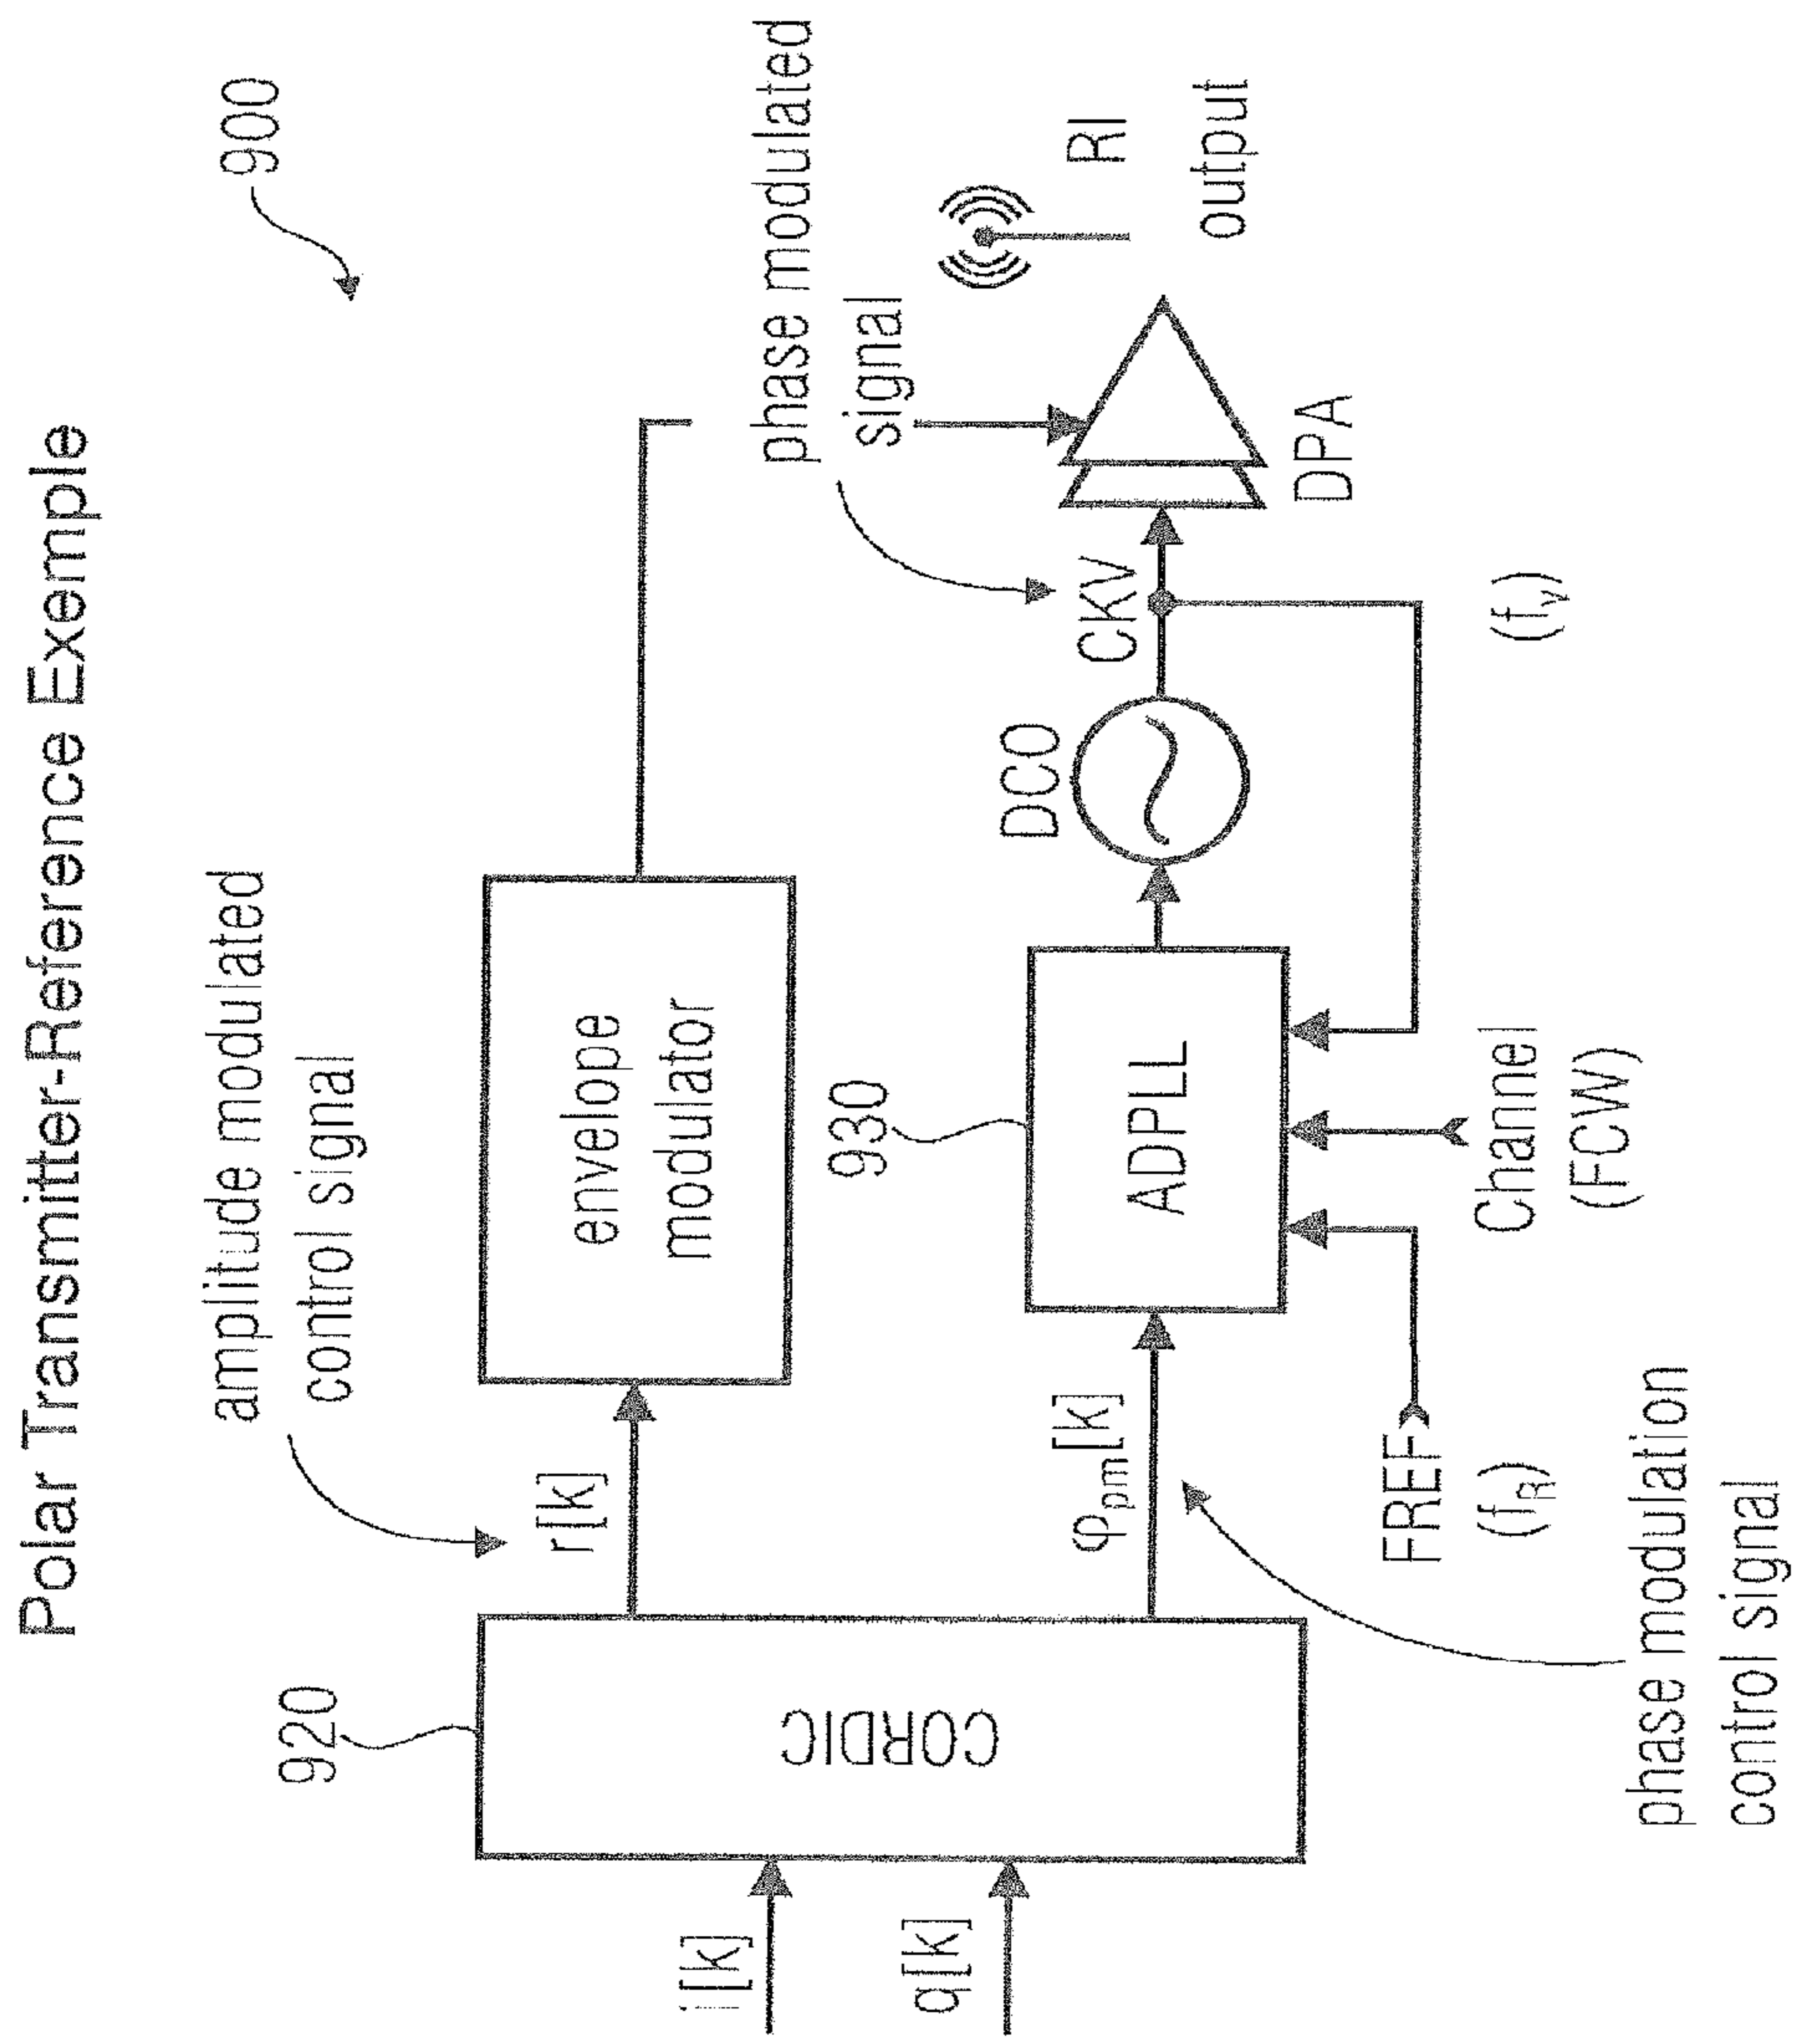 Polar Transmitter-Reference Exemple
900
amplitude modulated
control signal
phase modulated
signal
920
r[k]
envelope
modulator
i[k]
q[k]
CORDIC
φpm[k]
930
ADPLL
DCO
CKV
DPA
RI
output
FREF
(fR)
Channel
(FCW)
(fv)
phase modulation
control signal